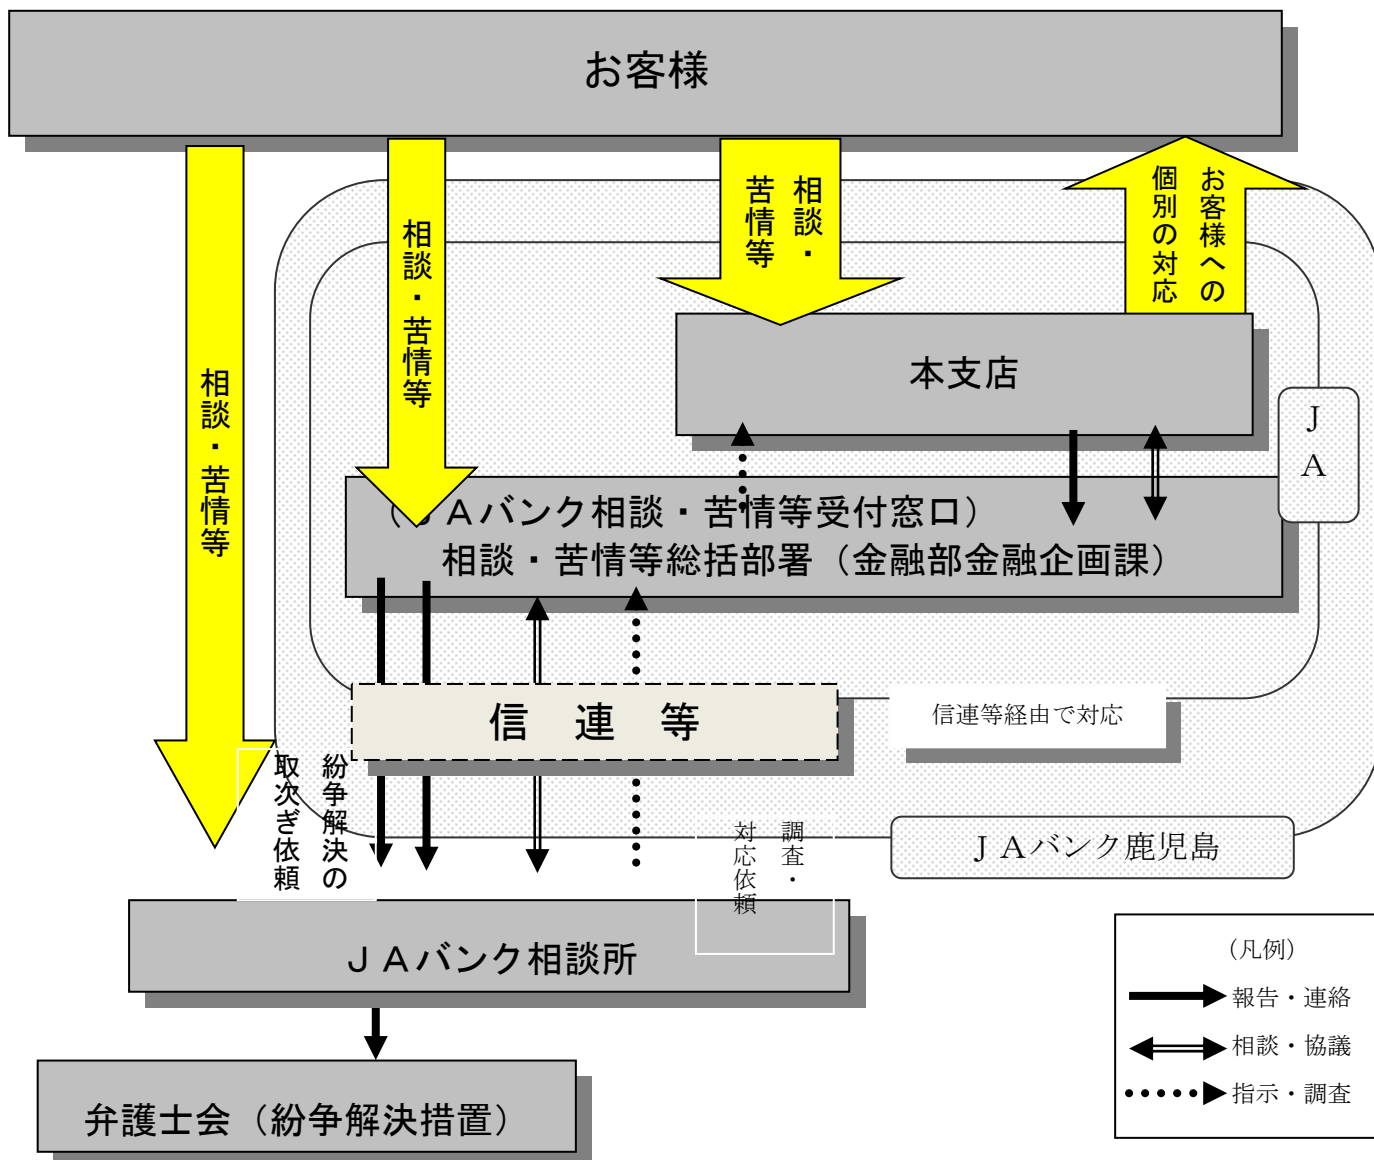 お客様
相談・苦情等
相談・苦情等
相談・
苦情等
お客様への
個別の対応
本支店
ＪＡ
（ＪＡバンク相談・苦情等受付窓口）
相談・苦情等総括部署（金融部金融企画課）
信　連　等
信連等経由で対応
紛争解決の
取次ぎ依頼
調査・
対応依頼
ＪＡバンク鹿児島
ＪＡバンク相談所
弁護士会（紛争解決措置）
（凡例）
報告・連絡
相談・協議
指示・調査